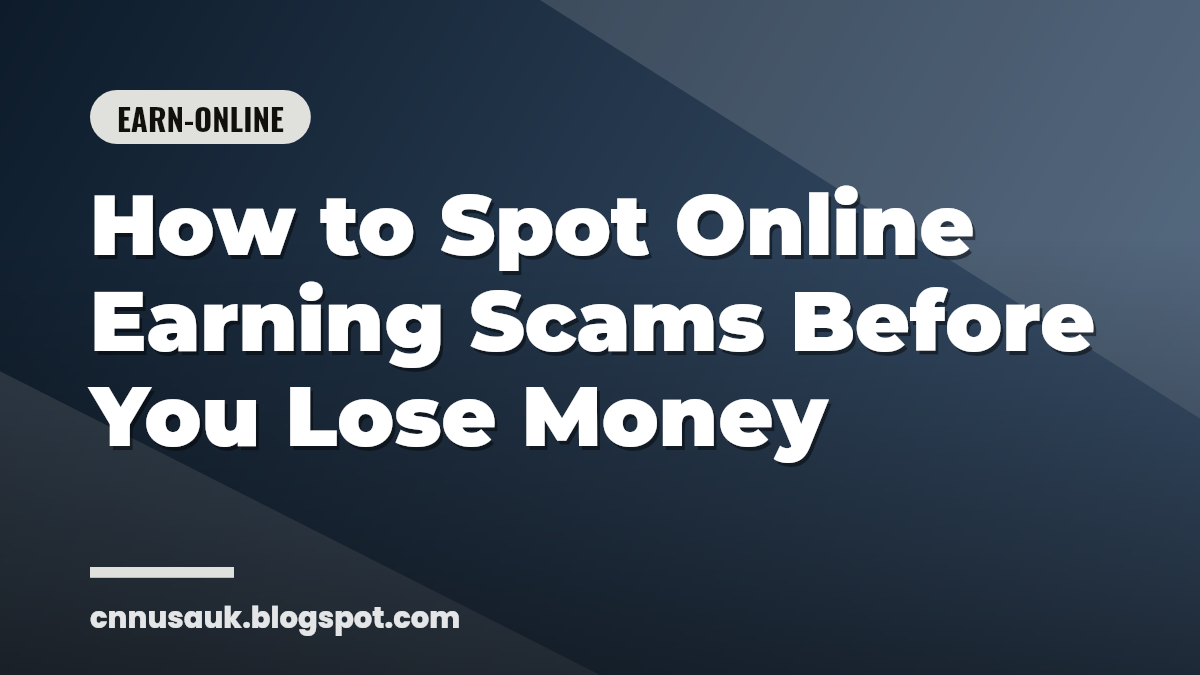 EARN-ONLINE
How to Spot Online
Earning Scams Before
You Lose Money
cnnusauk.blogspot.com